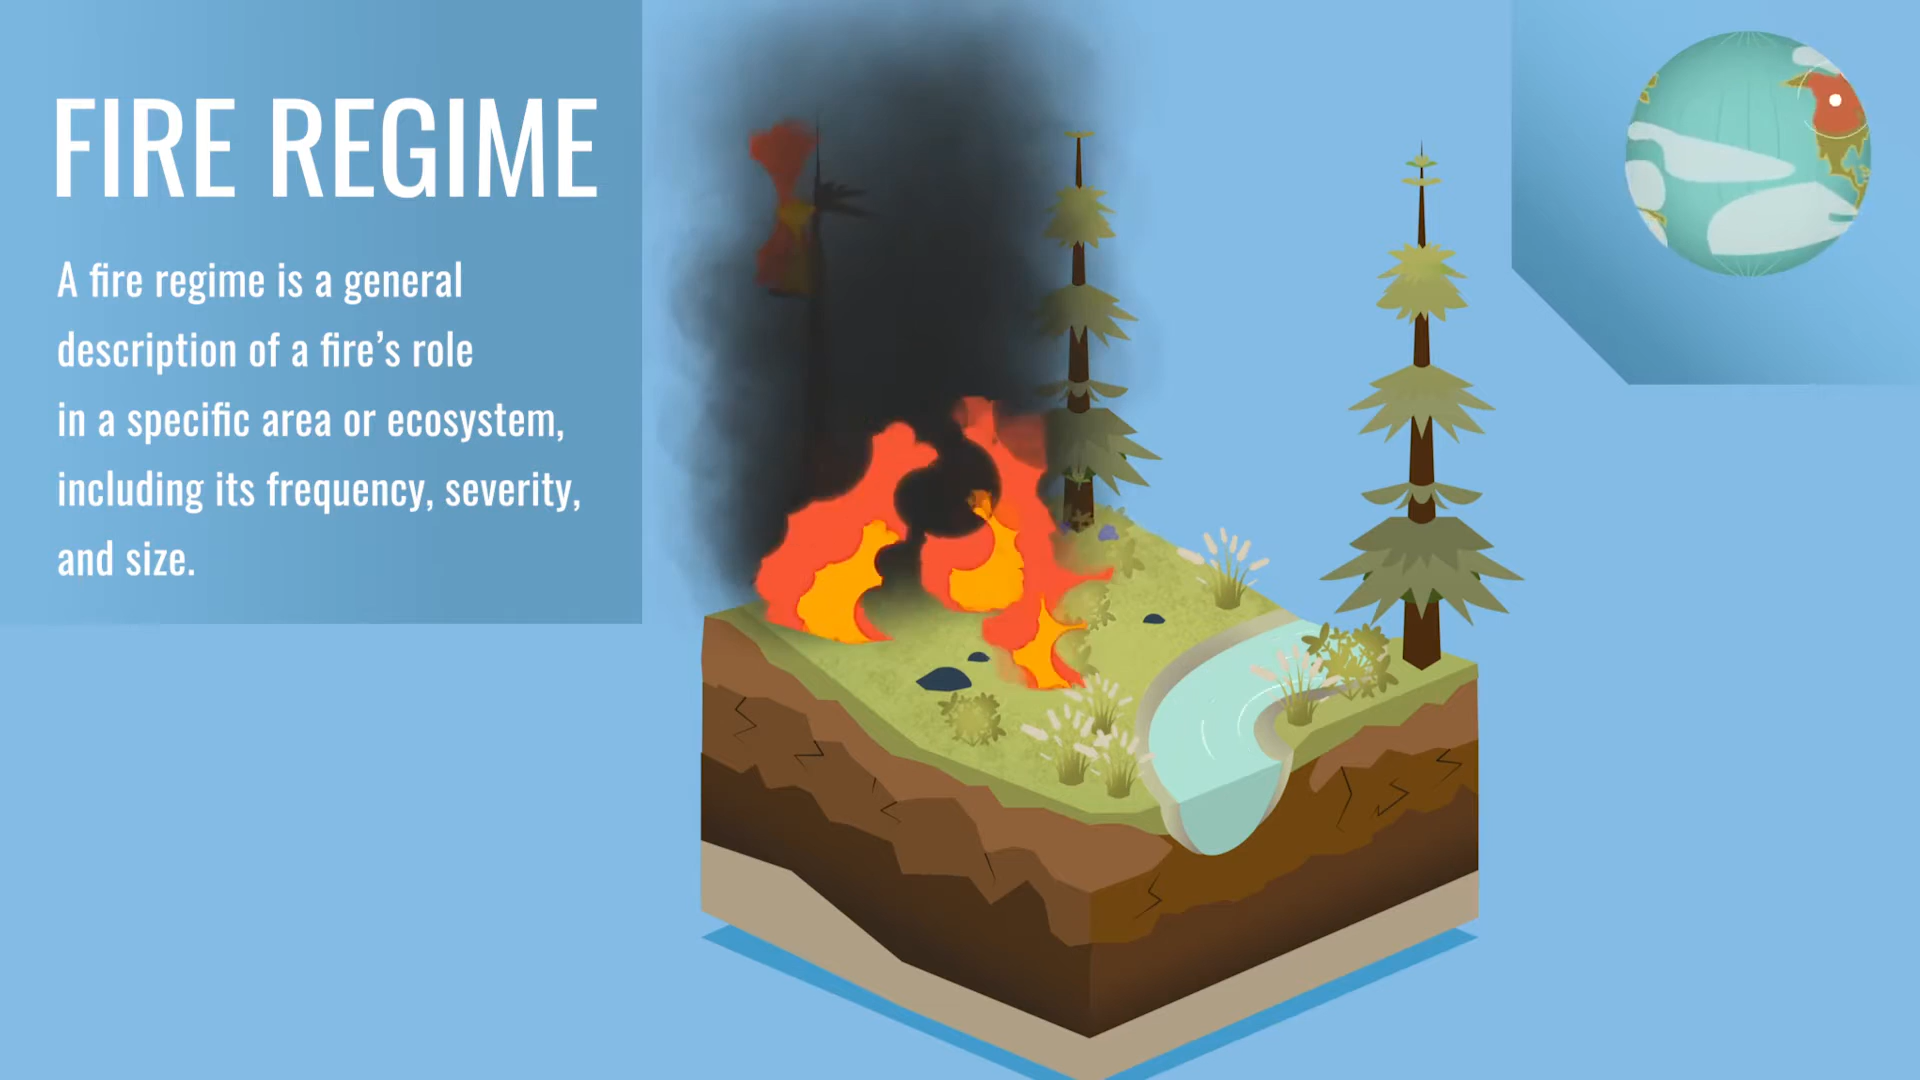 FIRE REGIME
A fire regime is a general
description of a fire’s role
in a specific area or ecosystem,
including its frequency, severity,
and size.